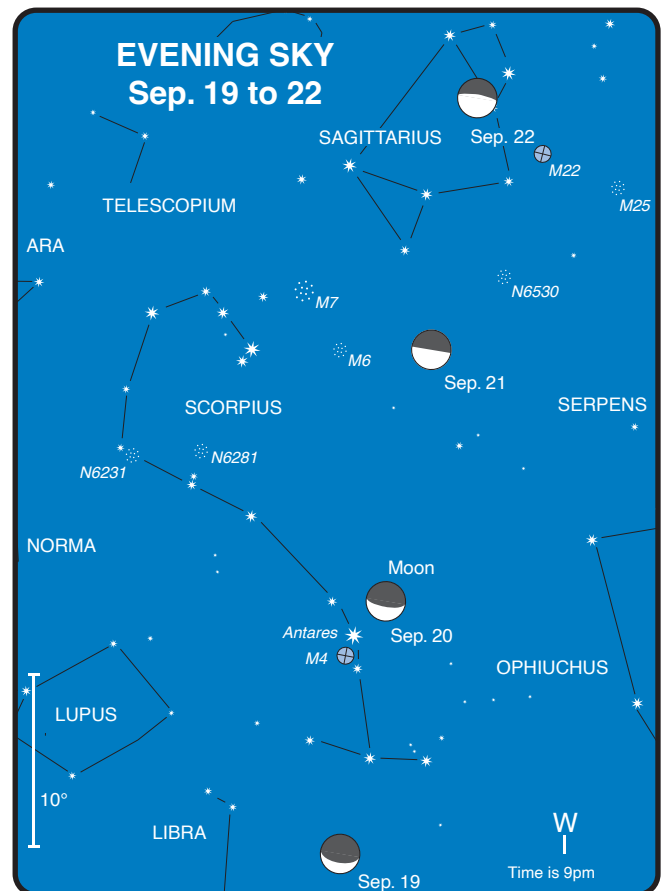 EVENING SKY
Sep. 19 to 22
SAGITTARIUS
Sep. 22
M22
M25
TELESCOPIUM
ARA
M7
N6530
M6
Sep. 21
SCORPIUS
SERPENS
N6231
N6281
NORMA
Moon
Antares
Sep. 20
M4
OPHIUCHUS
LUPUS
10°
LIBRA
W
Time is 9pm
Sep. 19